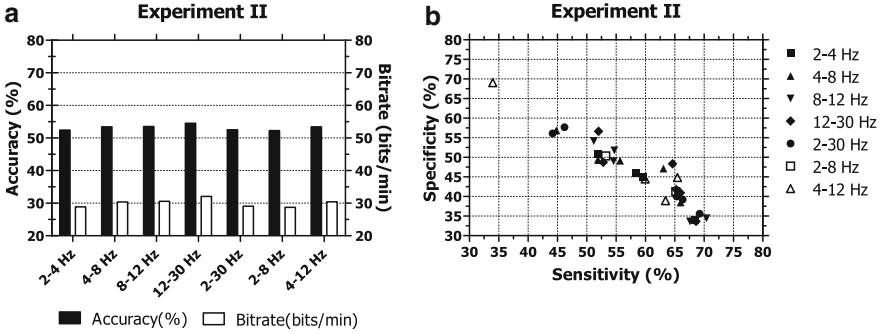 a
Experiment II
80
70
60
50
40
30
20
Accuracy (%)
80
70
60
50
40
30
20
Bitrate(bits/min)
2-4 Hz
4-8 Hz
8-12 Hz
12-30 Hz
2-30 Hz
2-8 Hz
4-12 Hz
Accuracy(%)
Bitrate(bits/min)
b
Experiment II
80
75
70
65
60
55
50
45
40
35
30
Specificity (%)
30 35 40 45 50 55 60 65 70 75 80
Sensitivity (%)
2-4 Hz
4-8 Hz
8-12 Hz
12-30 Hz
2-30 Hz
2-8 Hz
4-12 Hz